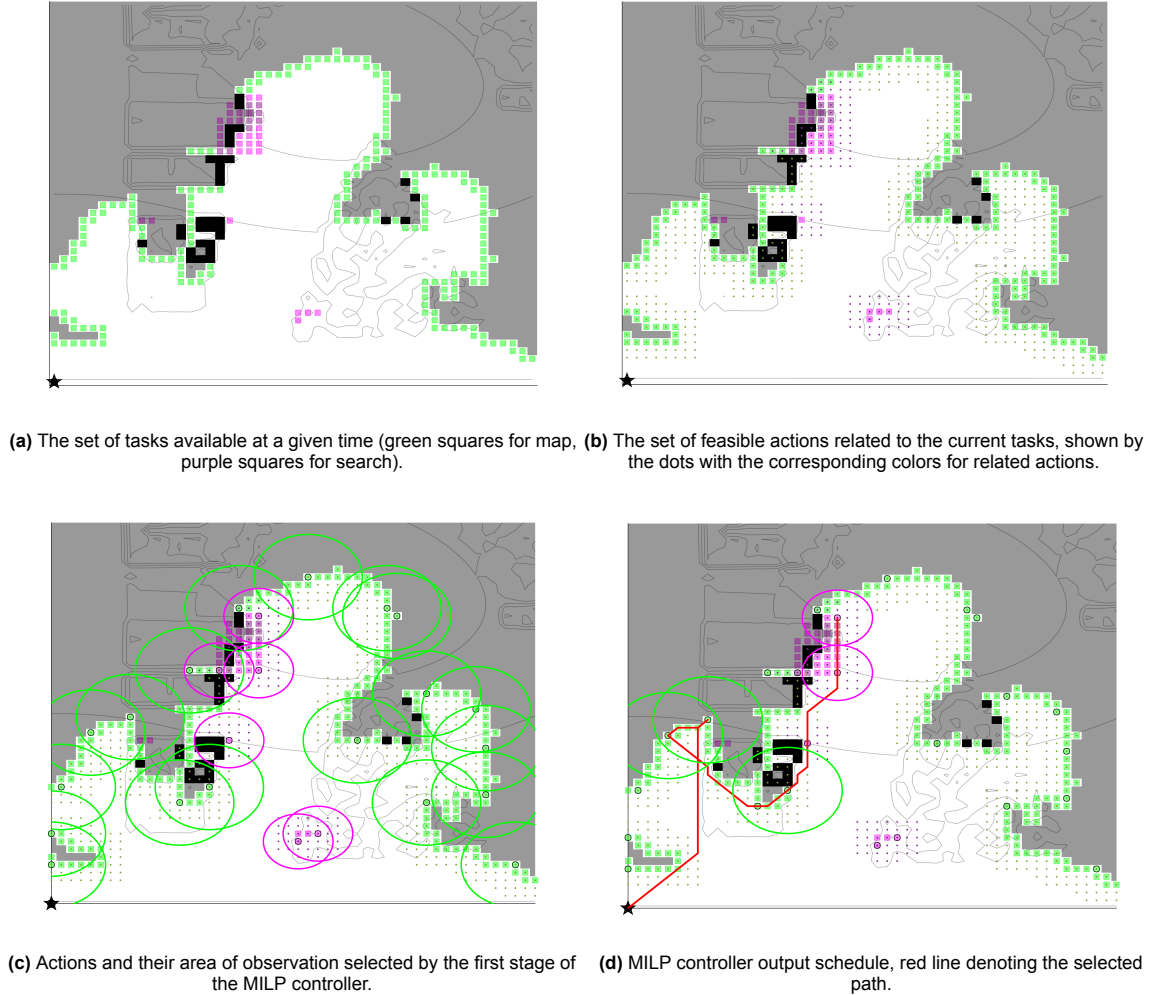 (a) The set of tasks available at a given time (green squares for map,
purple squares for search).
(b) The set of feasible actions related to the current tasks, shown by
the dots with the corresponding colors for related actions.
(c) Actions and their area of observation selected by the first stage of
the MILP controller.
(d) MILP controller output schedule, red line denoting the selected
path.